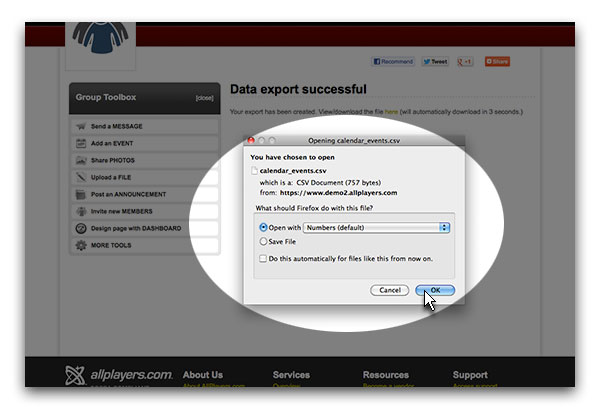 Recommend Tweet +1 Share
Data export successful
Group Toolbox [close]
Your export has been created. View/download the file here (will automatically download in 3 seconds.)
Send a MESSAGE
Add an EVENT
Share PHOTOS
Upload a FILE
Post an ANNOUNCEMENT
Invite new MEMBERS
Design page with DASHBOARD
MORE TOOLS
Opening calendar_events.csv
You have chosen to open
calendar_events.csv
which is a: CSV Document (757 bytes)
from: https://www.demo2.allplayers.com
What should Firefox do with this file?
Open with Numbers (default)
Save File
Do this automatically for files like this from now on.
Cancel OK
allplayers.com About Us Services Resources Support
About AllPlayers.com Overview Become a vendor Access support